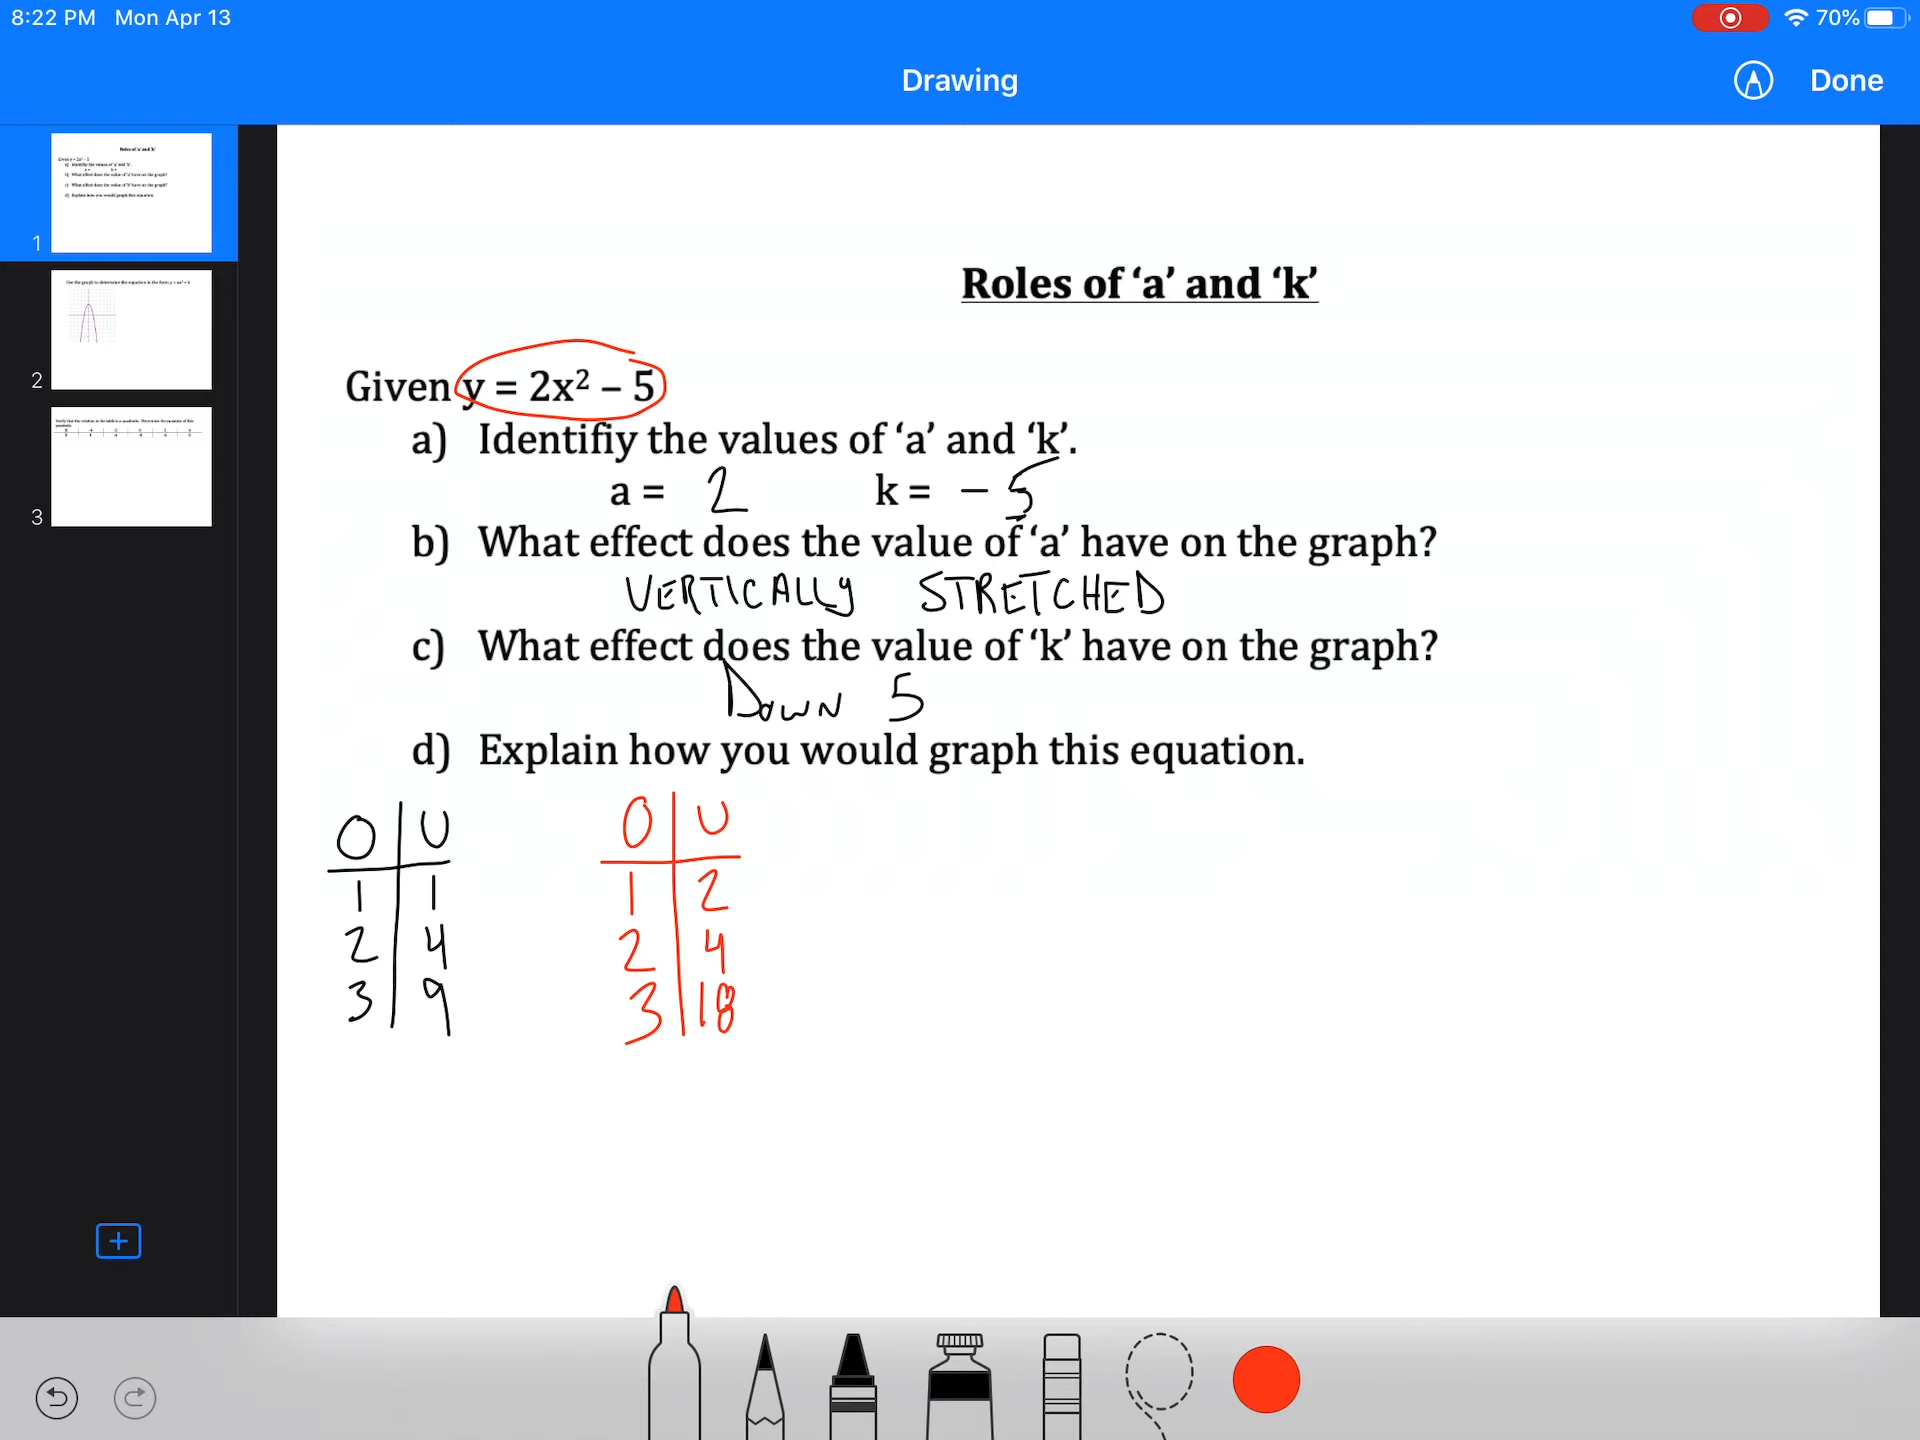 8:22 PM Mon Apr 13
70%
Drawing
Done
1
2
3
Roles of ‘a’ and ‘k’
Given y = 2x² – 5
a) Identifiy the values of ‘a’ and ‘k’.
a = 2 k = – 5
b) What effect does the value of ‘a’ have on the graph?
VERTICALLY STRETCHED
c) What effect does the value of ‘k’ have on the graph?
DOWN 5
d) Explain how you would graph this equation.
O U O U
1 1 1 2
2 4 2 4
3 9 3 18